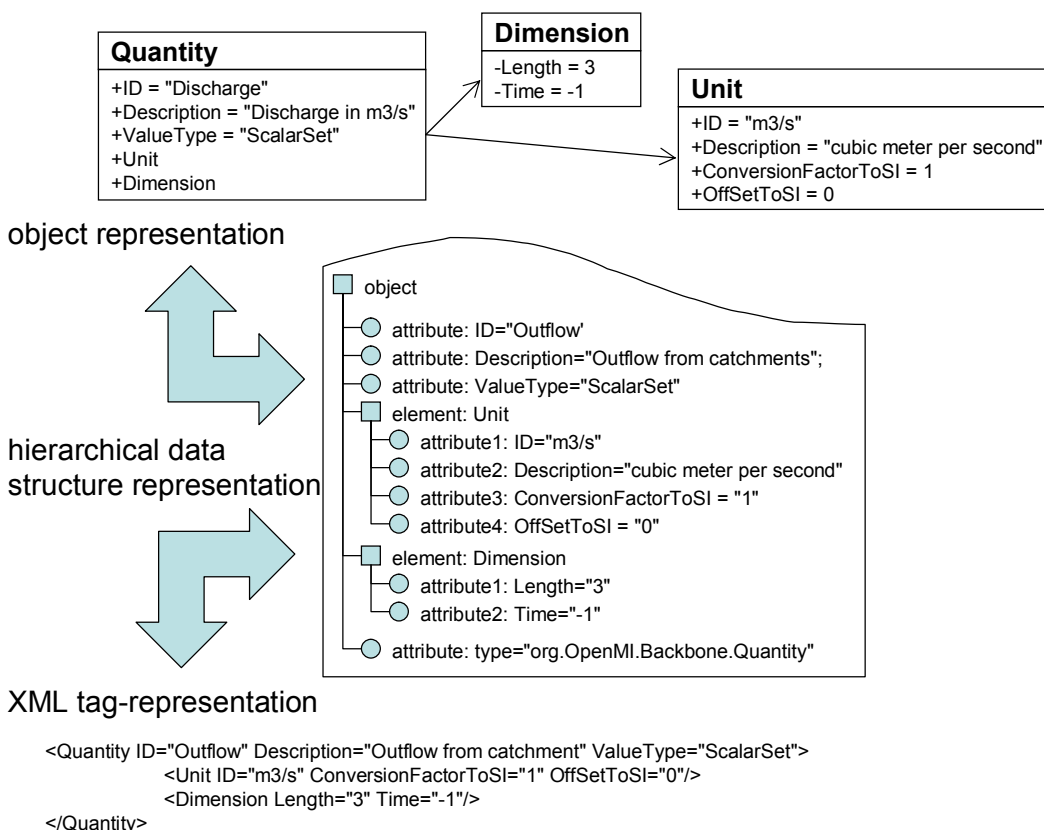 Quantity
+ID = "Discharge"
+Description = "Discharge in m3/s"
+ValueType = "ScalarSet"
+Unit
+Dimension
Dimension
-Length = 3
-Time = -1
Unit
+ID = "m3/s"
+Description = "cubic meter per second"
+ConversionFactorToSI = 1
+OffSetToSI = 0
object representation
object
attribute: ID="Outflow'
attribute: Description="Outflow from catchments";
attribute: ValueType="ScalarSet"
element: Unit
attribute1: ID="m3/s"
attribute2: Description="cubic meter per second"
attribute3: ConversionFactorToSI = "1"
attribute4: OffSetToSI = "0"
element: Dimension
attribute1: Length="3"
attribute2: Time="-1"
attribute: type="org.OpenMI.Backbone.Quantity"
hierarchical data
structure representation
XML tag-representation
<Quantity ID="Outflow" Description="Outflow from catchment" ValueType="ScalarSet">
<Unit ID="m3/s" ConversionFactorToSI="1" OffSetToSI="0"/>
<Dimension Length="3" Time="-1"/>
</Quantity>